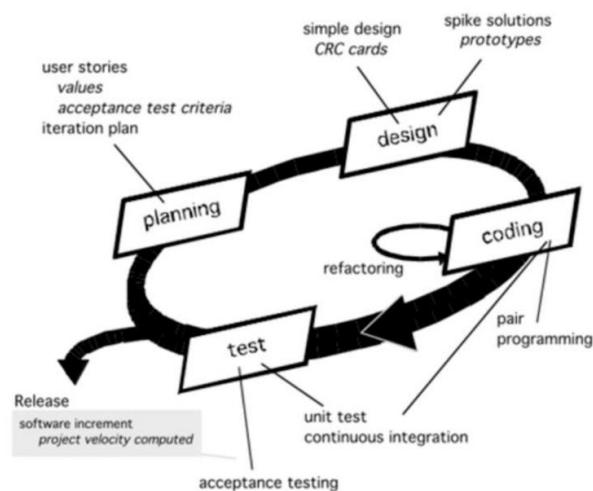 simple design
CRC cards
spike solutions
prototypes
user stories
values
acceptance test criteria
iteration plan
design
planning
coding
refactoring
test
pair
programming
Release
software increment
project velocity computed
unit test
continuous integration
acceptance testing